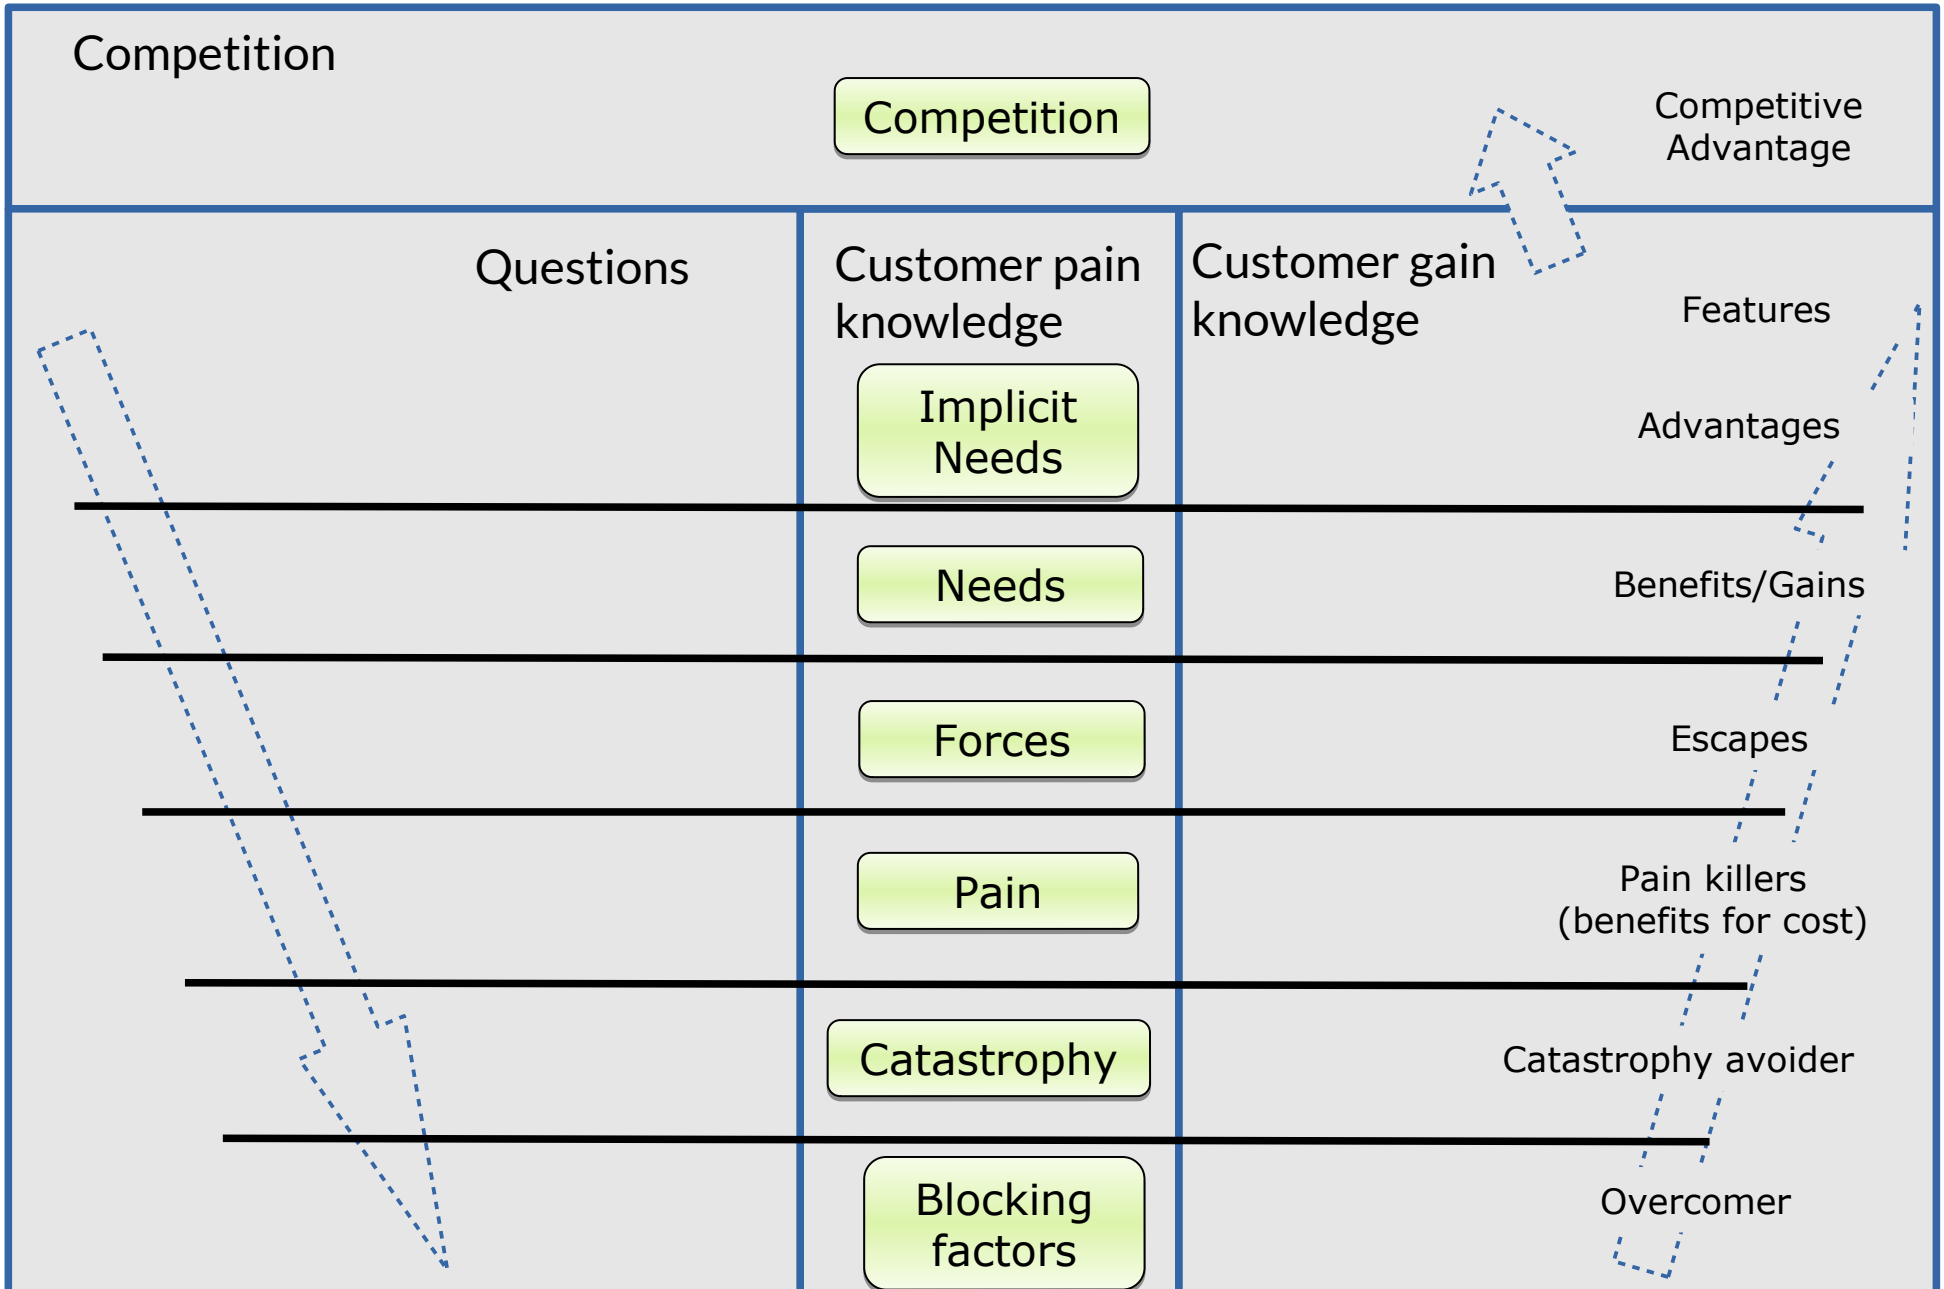 Competition
Competition
Competitive
Advantage
Questions
Customer pain
knowledge
Customer gain
knowledge
Features
Implicit
Needs
Advantages
Needs
Benefits/Gains
Forces
Escapes
Pain
Pain killers
(benefits for cost)
Catastrophy
Catastrophy avoider
Blocking
factors
Overcomer